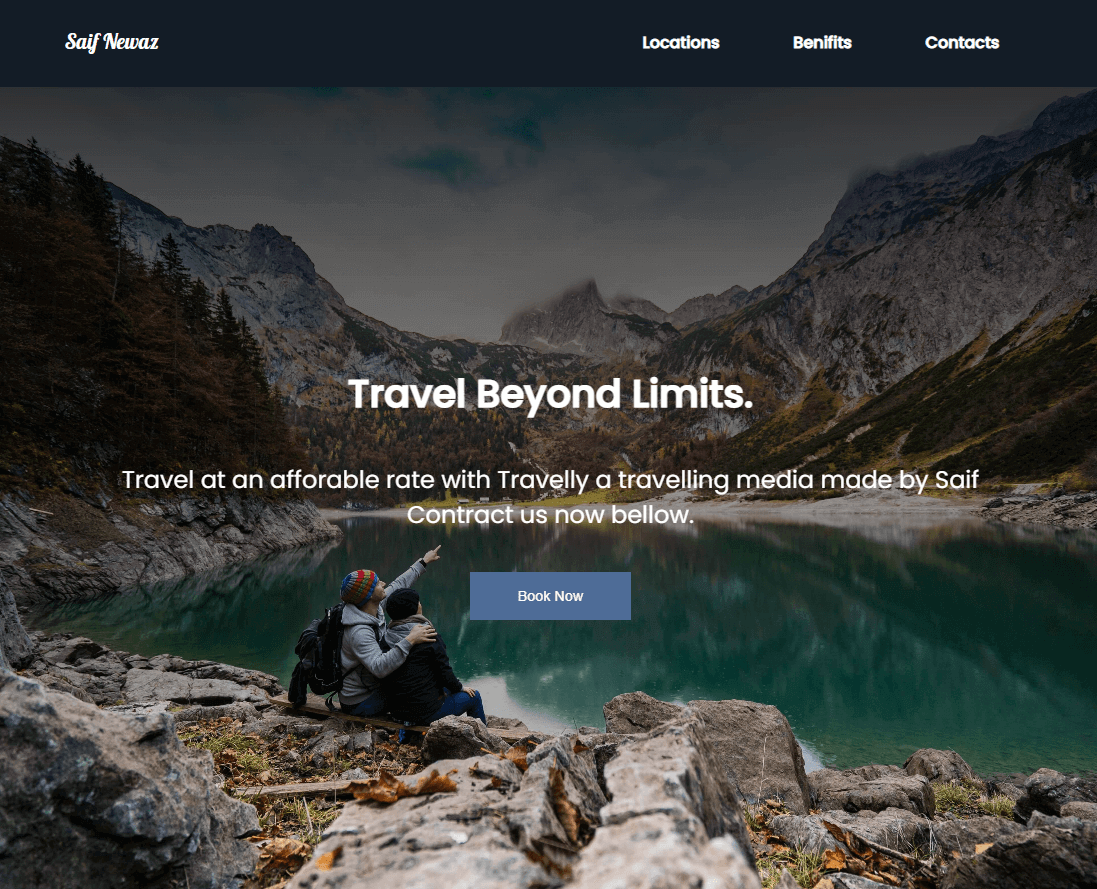 Saif Newaz
Locations
Benifits
Contacts
Travel Beyond Limits.
Travel at an afforable rate with Travelly a travelling media made by Saif
Contract us now bellow.
Book Now